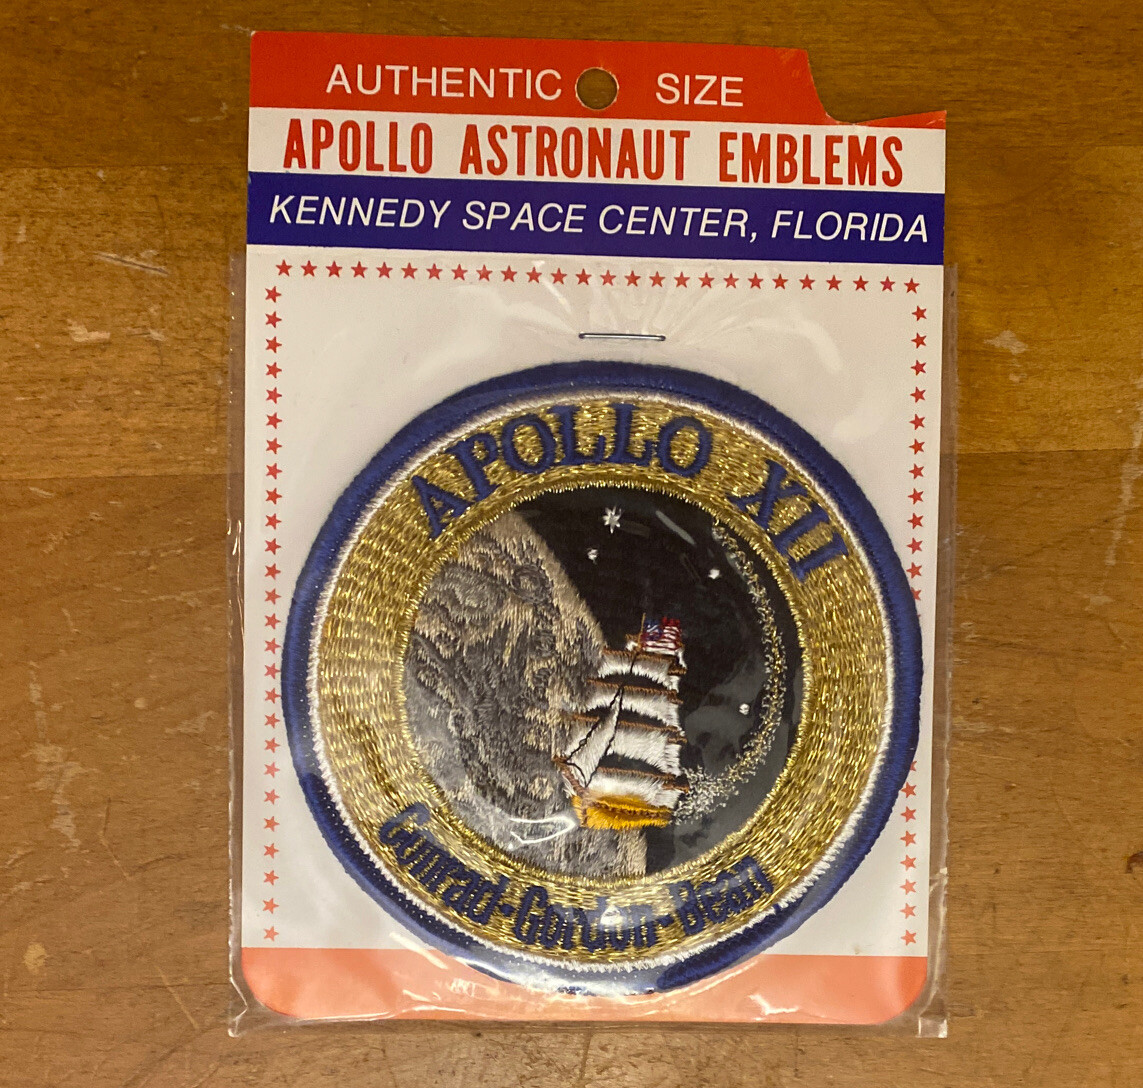 AUTHENTIC SIZE
APOLLO ASTRONAUT EMBLEMS
KENNEDY SPACE CENTER, FLORIDA
APOLLO XII
Conrad-Gordon-Bean